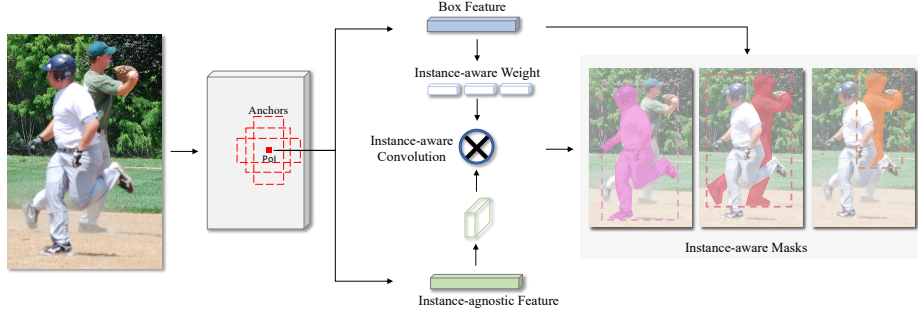 Box Feature
Instance-aware Weight
Anchors
PoI
Instance-aware
Convolution
Instance-aware Masks
Instance-agnostic Feature